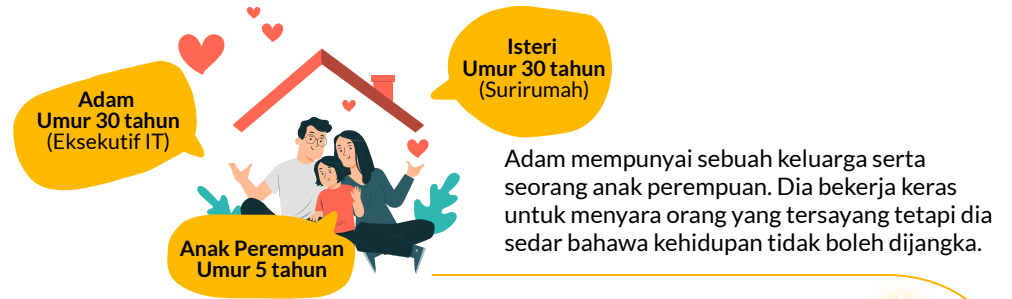 Isteri
Umur 30 tahun
(Surirumah)
Adam
Umur 30 tahun
(Eksekutif IT)
Adam mempunyai sebuah keluarga serta
seorang anak perempuan. Dia bekerja keras
untuk menyara orang yang tersayang tetapi dia
sedar bahawa kehidupan tidak boleh dijangka.
Anak Perempuan
Umur 5 tahun